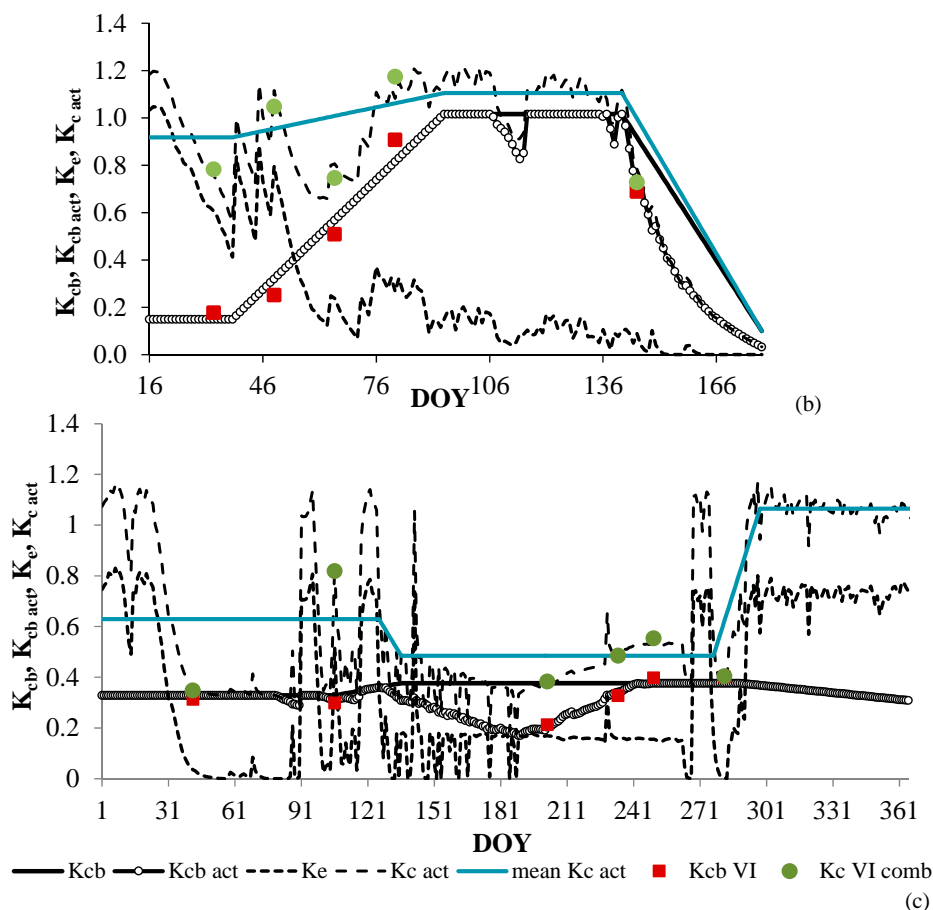 1.4
1.2
1.0
0.8
0.6
0.4
0.2
0.0
Kcb, Kcb act, Ke, Kc act
16 46 76 106 136 166
DOY
(b)
1.4
1.2
1
0.8
0.6
0.4
0.2
0
Kcb, Kcb act, Ke, Kc act
1 31 61 91 121 151 181 211 241 271 301 331 361
DOY
Kcb Kcb act Ke Kc act mean Kc act Kcb VI Kc VI comb
(c)